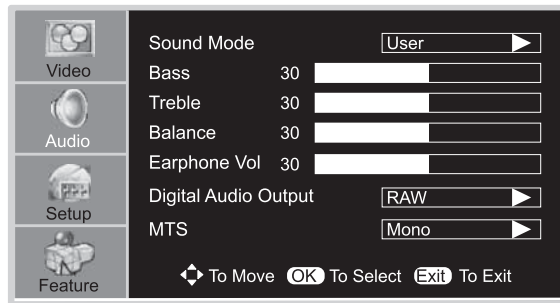 Video
Audio
Setup
Feature
Sound Mode User
Bass 30
Treble 30
Balance 30
Earphone Vol 30
Digital Audio Output RAW
MTS Mono
To Move OK To Select Exit To Exit